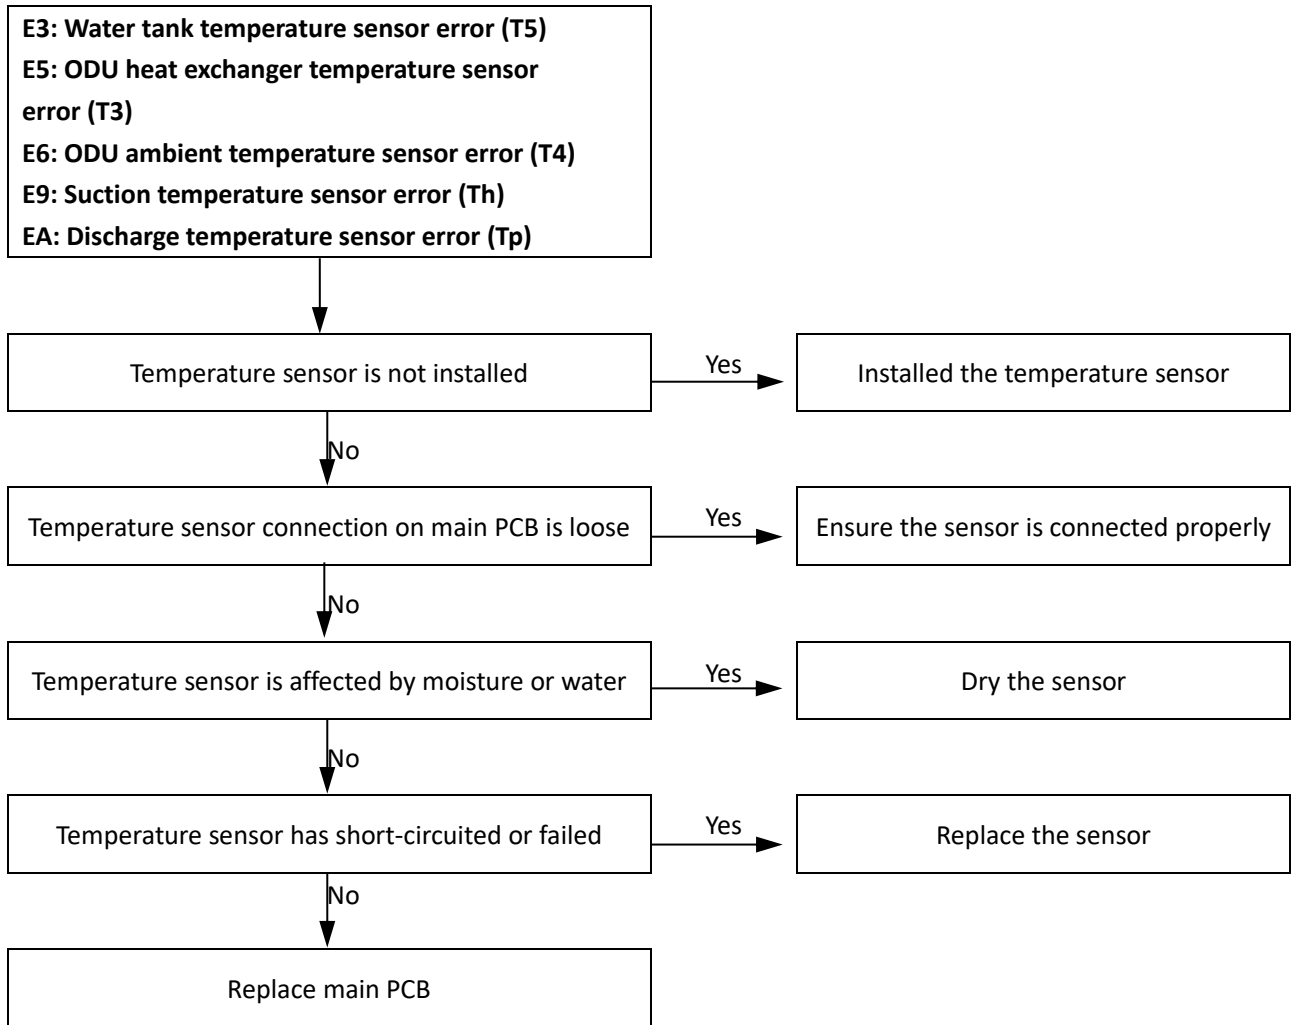 E3: Water tank temperature sensor error (T5)
E5: ODU heat exchanger temperature sensor
error (T3)
E6: ODU ambient temperature sensor error (T4)
E9: Suction temperature sensor error (Th)
EA: Discharge temperature sensor error (Tp)
Temperature sensor is not installed
Yes
Installed the temperature sensor
No
Temperature sensor connection on main PCB is loose
Yes
Ensure the sensor is connected properly
No
Temperature sensor is affected by moisture or water
Yes
Dry the sensor
No
Temperature sensor has short-circuited or failed
Yes
Replace the sensor
No
Replace main PCB